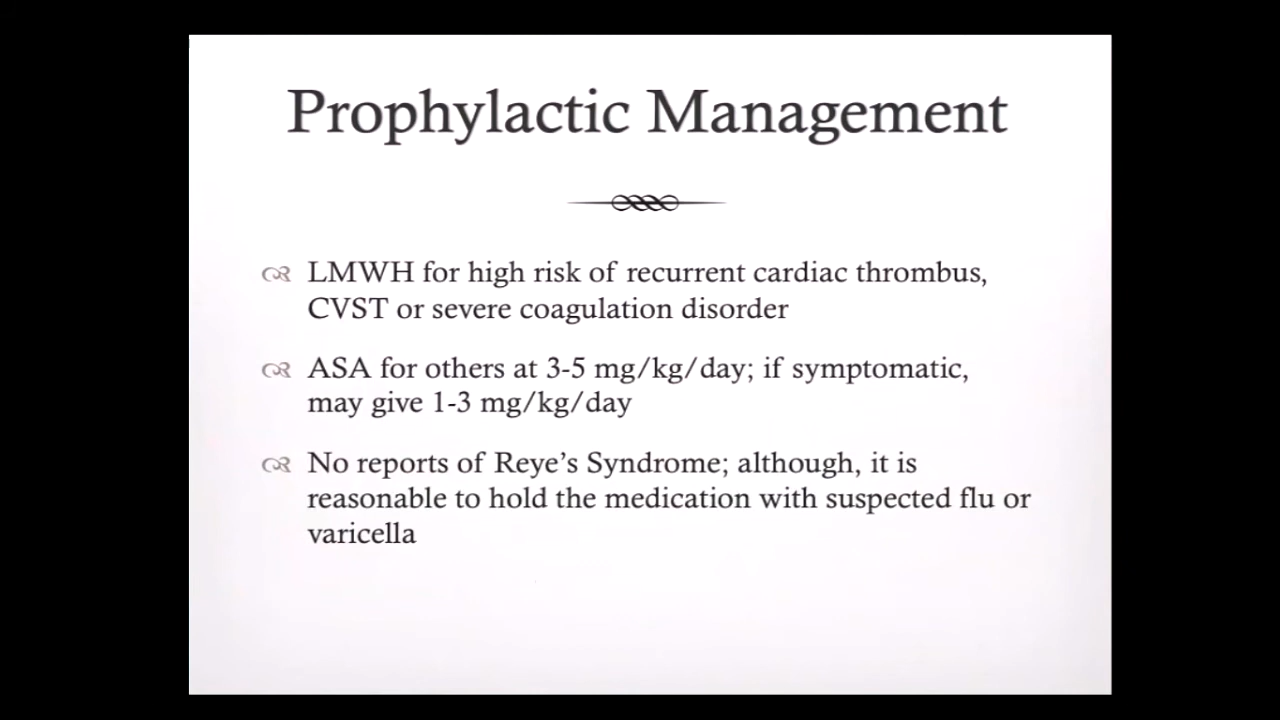 Prophylactic Management
LMWH for high risk of recurrent cardiac thrombus,
CVST or severe coagulation disorder
ASA for others at 3-5 mg/kg/day; if symptomatic,
may give 1-3 mg/kg/day
No reports of Reye's Syndrome; although, it is
reasonable to hold the medication with suspected flu or
varicella